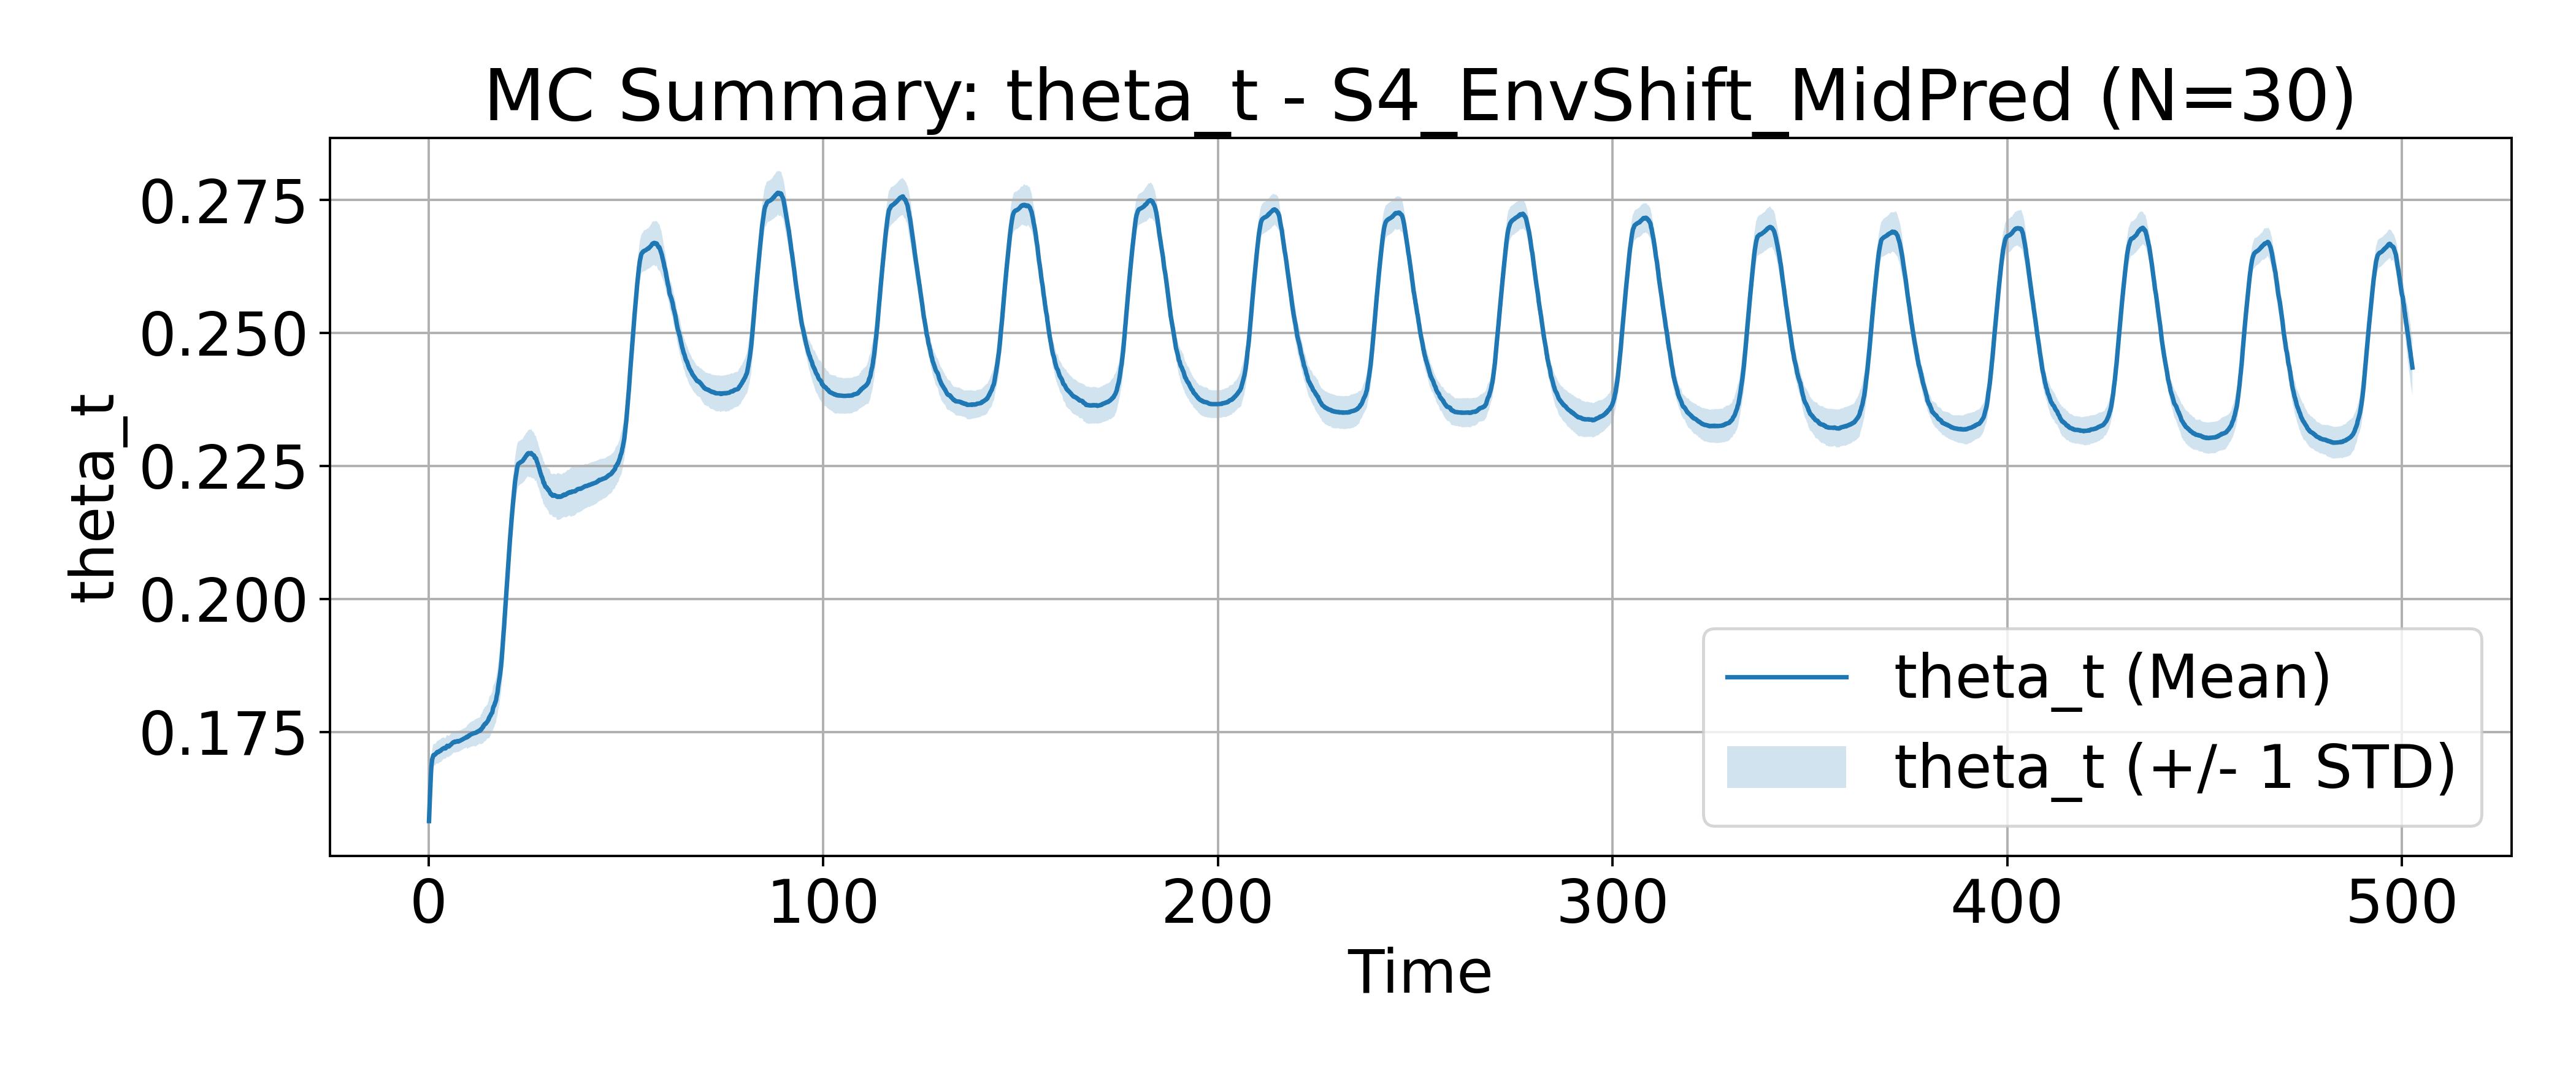 MC Summary: theta_t - S4_EnvShift_MidPred (N=30)
theta_t
0.275
0.250
0.225
0.200
0.175
0 100 200 300 400 500
Time
theta_t (Mean)
theta_t (+/- 1 STD)